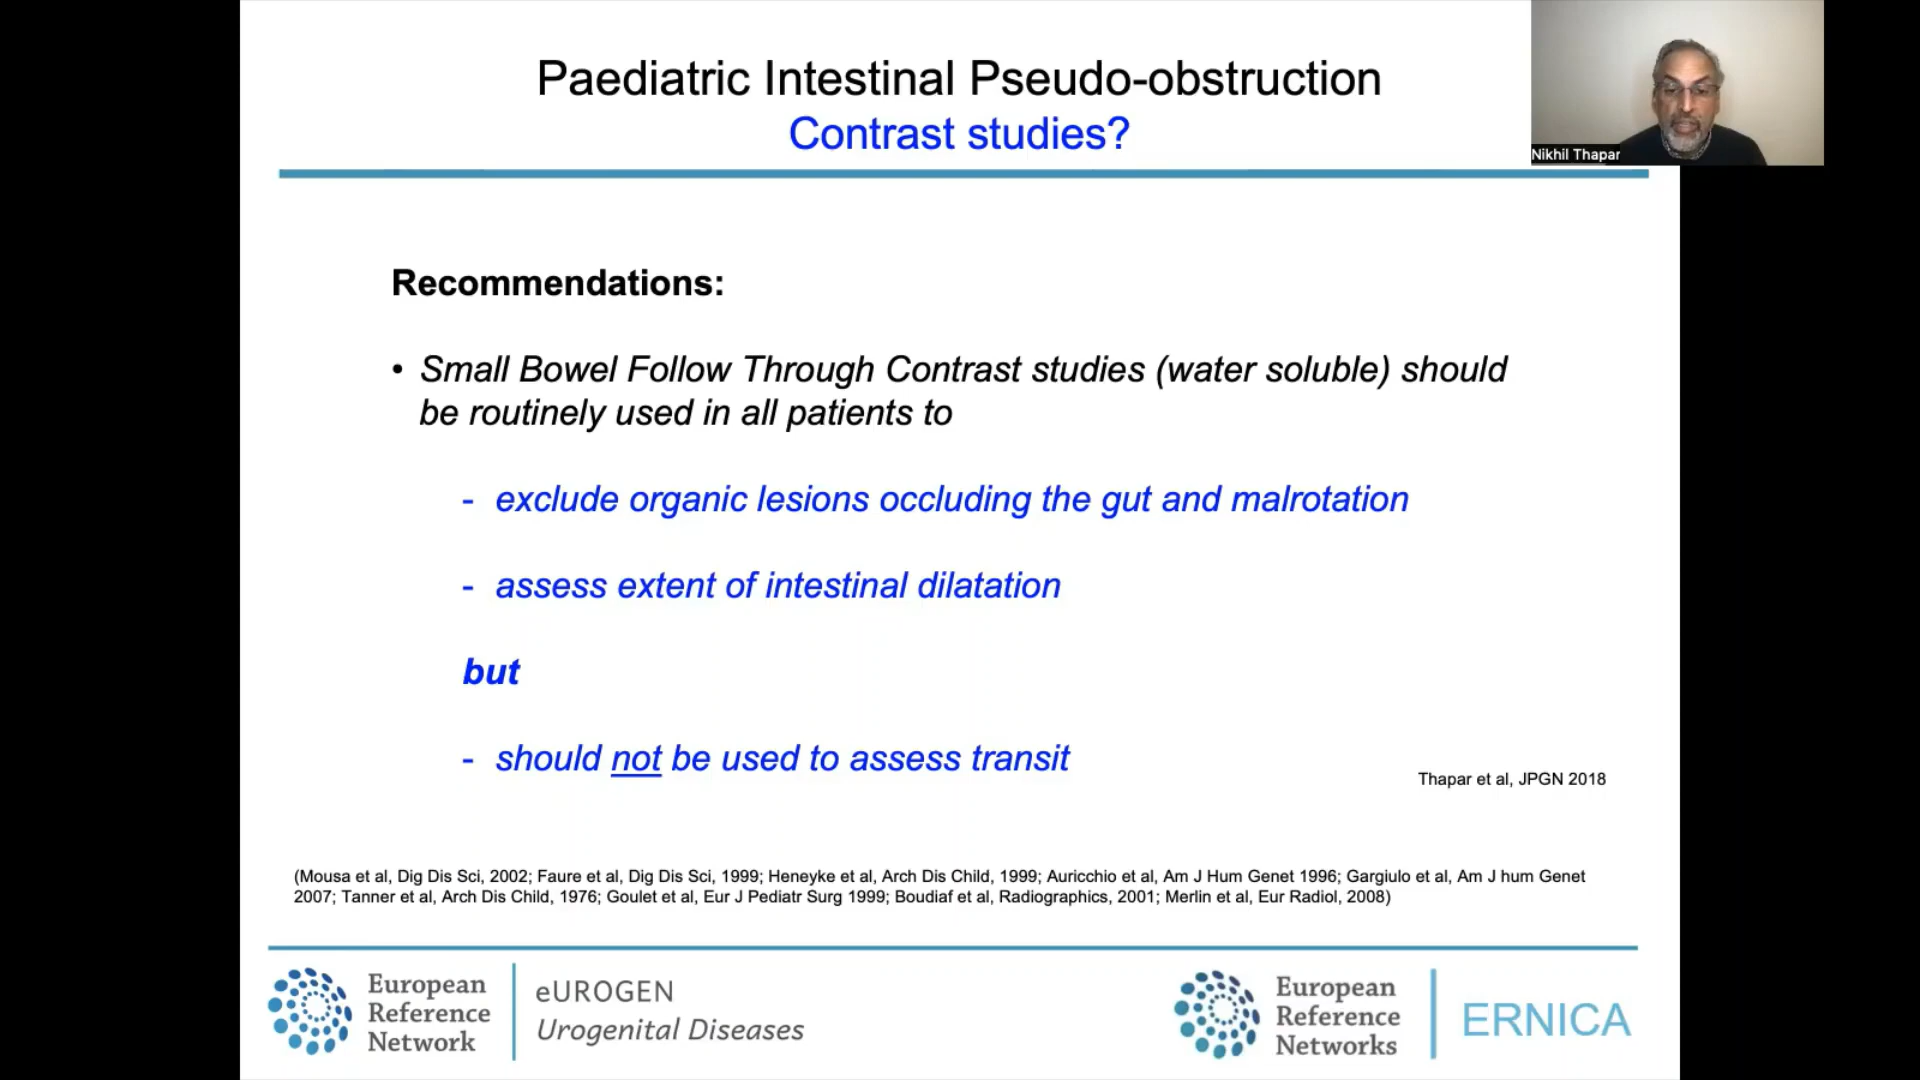 Paediatric Intestinal Pseudo-obstruction
Contrast studies?
Nikhil Thapar
Recommendations:
• Small Bowel Follow Through Contrast studies (water soluble) should
be routinely used in all patients to
- exclude organic lesions occluding the gut and malrotation
- assess extent of intestinal dilatation
but
- should not be used to assess transit
Thapar et al, JPGN 2018
(Mousa et al, Dig Dis Sci, 2002; Faure et al, Dig Dis Sci, 1999; Heneyke et al, Arch Dis Child, 1999; Auricchio et al, Am J Hum Genet 1996; Gargiulo et al, Am J hum Genet
2007; Tanner et al, Arch Dis Child, 1976; Goulet et al, Eur J Pediatr Surg 1999; Boudiaf et al, Radiographics, 2001; Merlin et al, Eur Radiol, 2008)
European
Reference
Network
eUROGEN
Urogenital Diseases
European
Reference
Networks
ERNICA